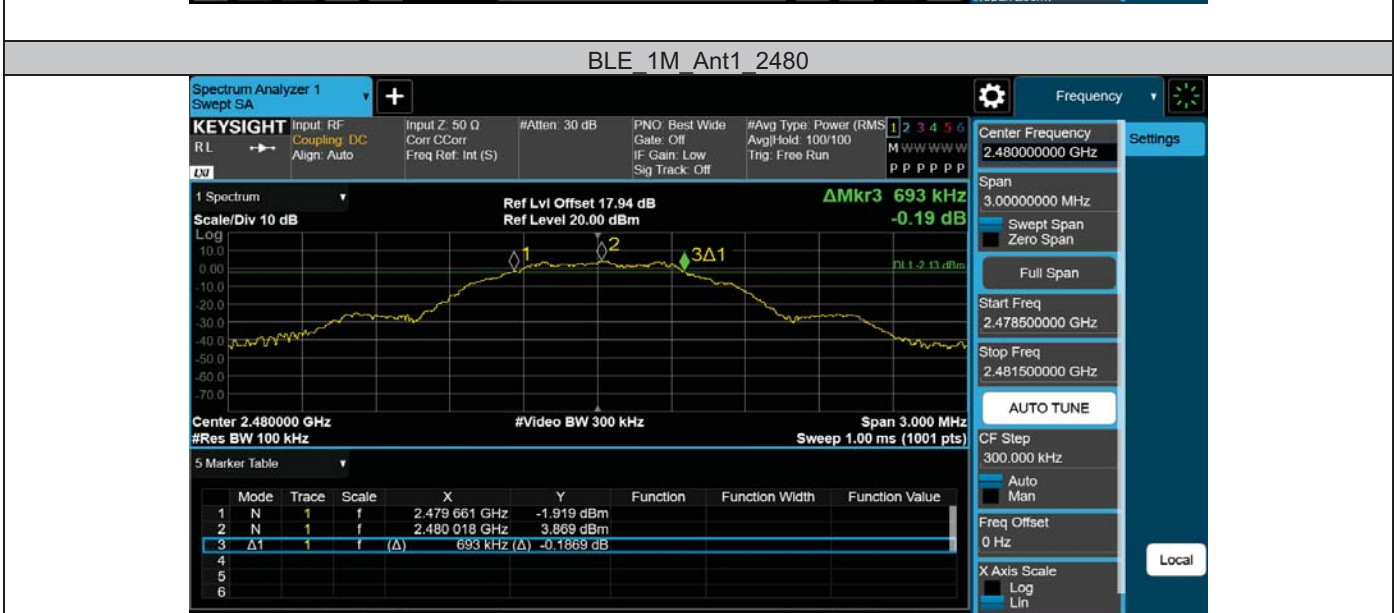 BLE_1M_Ant1_2480
Spectrum Analyzer 1
Swept SA
+
Frequency
Settings
KEYSIGHT
RL
LXI
Input: RF
Coupling: DC
Align: Auto
Input Z: 50 Ω
Corr CCorr
Freq Ref: Int (S)
#Atten: 30 dB
PNO: Best Wide
Gate: Off
IF Gain: Low
Sig Track: Off
#Avg Type: Power (RMS
Avg|Hold: 100/100
Trig: Free Run
1 2 3 4 5 6
M W W W W W
P P P P P P
1 Spectrum
Scale/Div 10 dB
Ref Lvl Offset 17.94 dB
Ref Level 20.00 dBm
ΔMkr3 693 kHz
-0.19 dB
Log
10.0
0.00
-10.0
-20.0
-30.0
-40.0
-50.0
-60.0
-70.0
1
2
3Δ1
DL1 -2.13 dBm
Center 2.480000 GHz
#Res BW 100 kHz
#Video BW 300 kHz
Span 3.000 MHz
Sweep 1.00 ms (1001 pts)
5 Marker Table
Mode Trace Scale X Y Function Function Width Function Value
1 N 1 f 2.479 661 GHz -1.919 dBm
2 N 1 f 2.480 018 GHz 3.869 dBm
3 Δ1 1 f (Δ) 693 kHz (Δ) -0.1869 dB
4
5
6
Center Frequency
2.480000000 GHz
Span
3.00000000 MHz
Swept Span
Zero Span
Full Span
Start Freq
2.478500000 GHz
Stop Freq
2.481500000 GHz
AUTO TUNE
CF Step
300.000 kHz
Auto
Man
Freq Offset
0 Hz
X Axis Scale
Log
Lin
Local